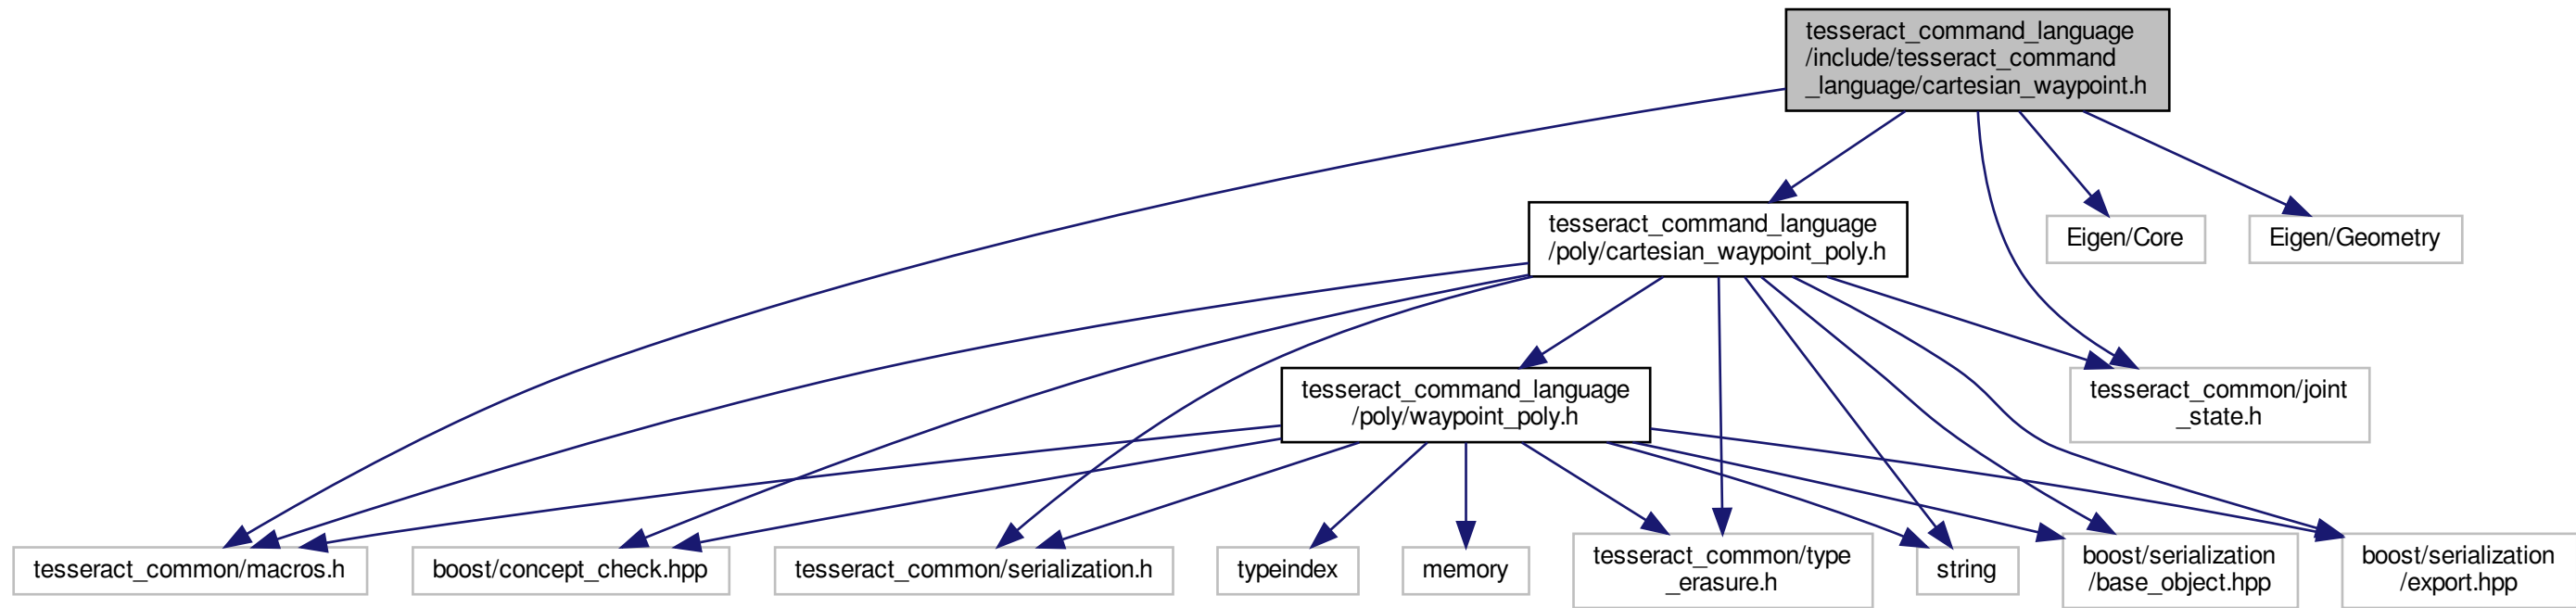 tesseract_command_language
/include/tesseract_command
_language/cartesian_waypoint.h
tesseract_command_language
/poly/cartesian_waypoint_poly.h
Eigen/Core
Eigen/Geometry
tesseract_command_language
/poly/waypoint_poly.h
tesseract_common/joint
_state.h
tesseract_common/macros.h
boost/concept_check.hpp
tesseract_common/serialization.h
typeindex
memory
tesseract_common/type
_erasure.h
string
boost/serialization
/base_object.hpp
boost/serialization
/export.hpp